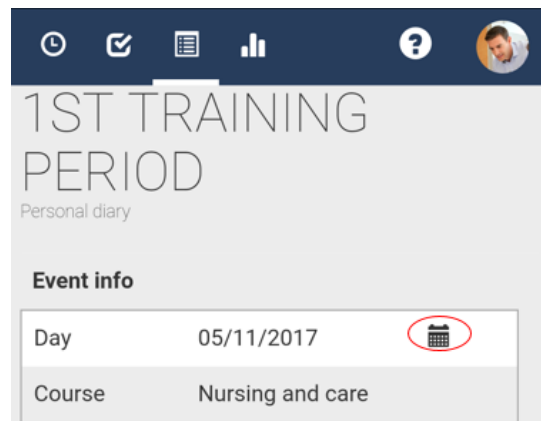 1ST TRAINING
PERIOD
Personal diary
Event info
Day 05/11/2017
Course Nursing and care